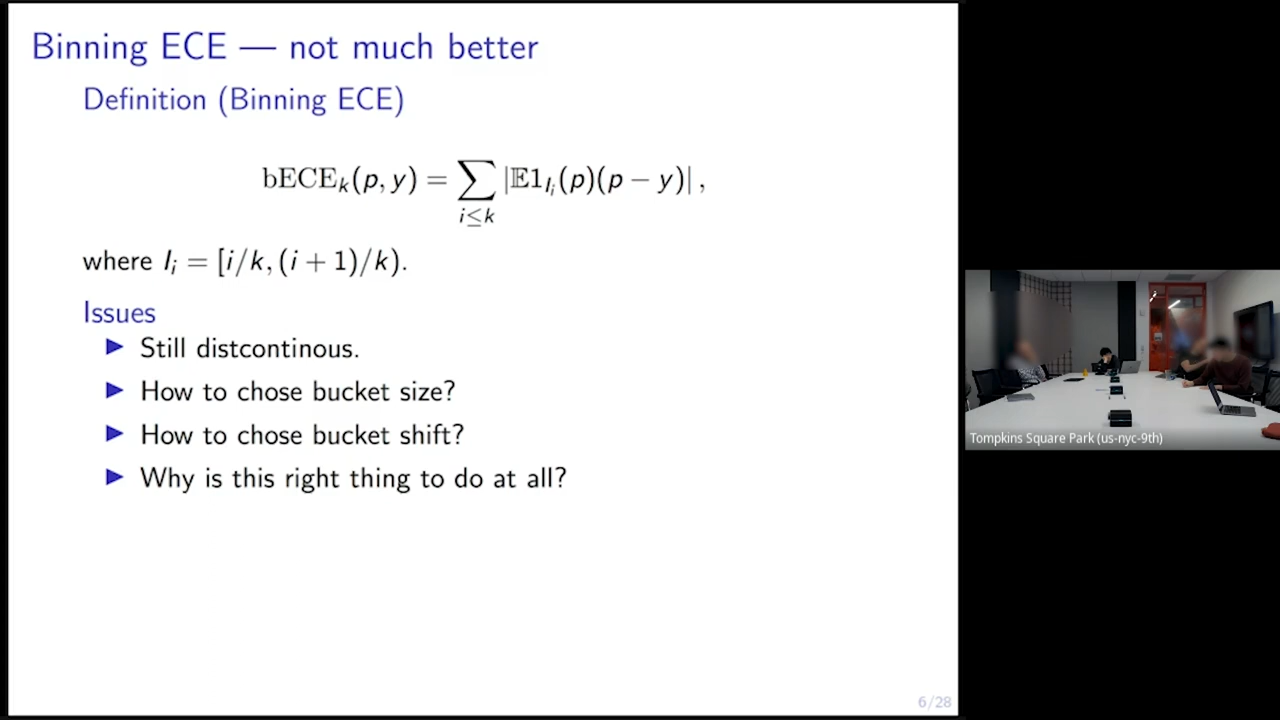 Binning ECE — not much better
Definition (Binning ECE)
bECE_k(p, y) = ∑_{i≤k} |𝔼1_{I_i}(p)(p − y)| ,
where I_i = [i/k, (i + 1)/k).
Issues
▶ Still distcontinous.
▶ How to chose bucket size?
▶ How to chose bucket shift?
▶ Why is this right thing to do at all?
6/28
Tompkins Square Park (us-nyc-9th)